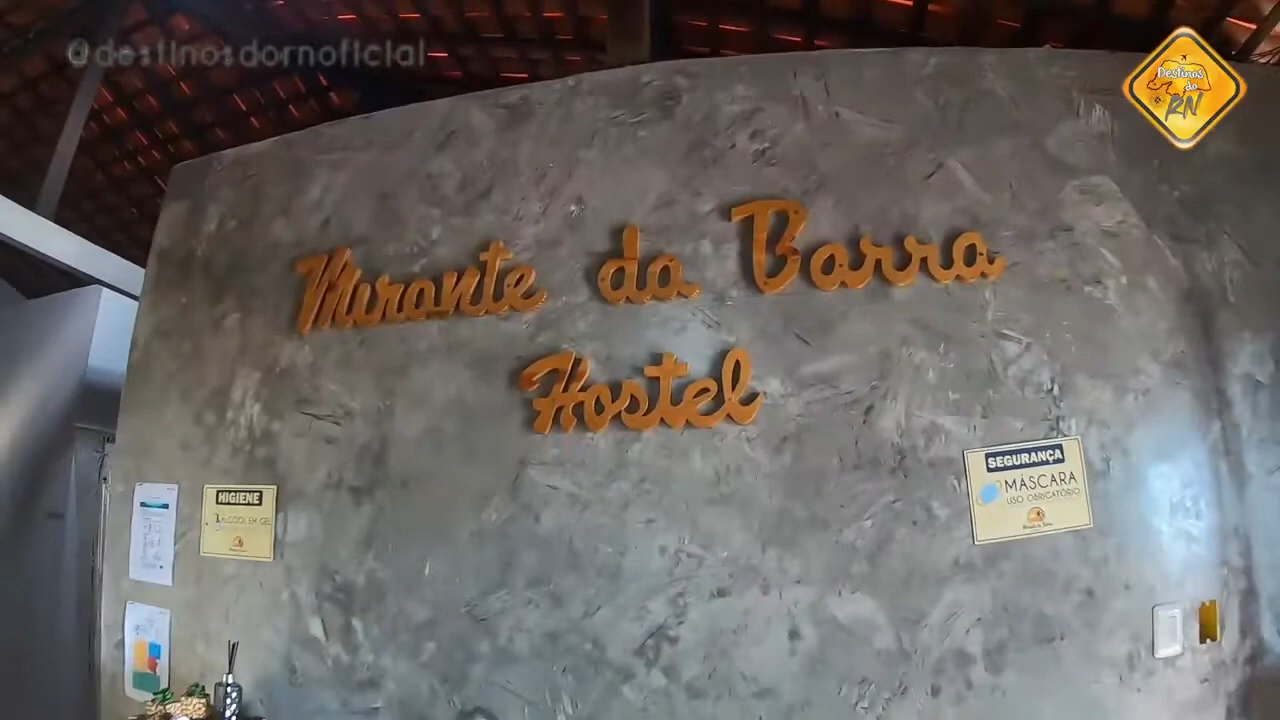 @destinosdornoficial
Destinos
do
RN
Mirante da Barra
Hostel
SEGURANÇA
MÁSCARA
USO OBRIGATÓRIO
HIGIENE
ÁLCOOL EM GEL